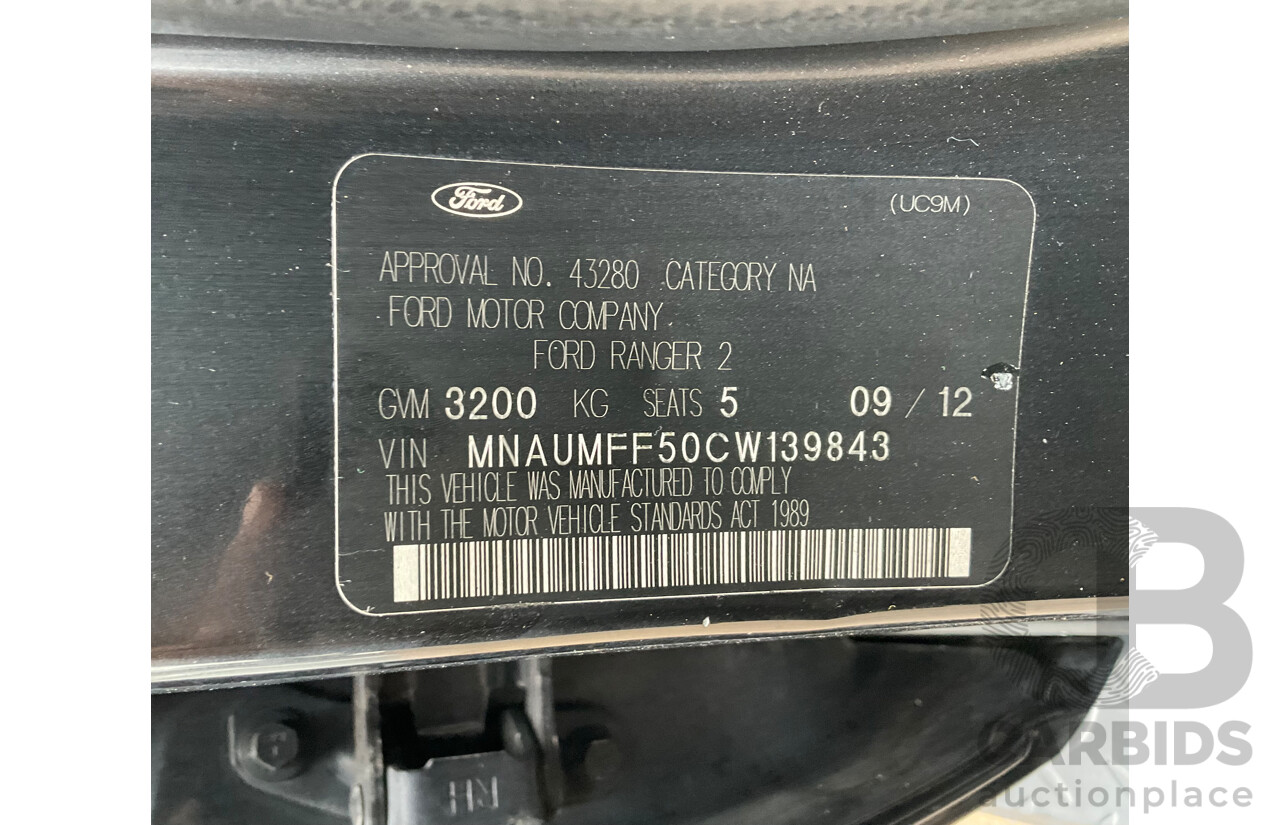 Ford
(UC9M)
APPROVAL NO. 43280 CATEGORY NA
FORD MOTOR COMPANY
FORD RANGER 2
GVM 3200 KG SEATS 5 09 / 12
VIN MNAUMFF50CW139843
THIS VEHICLE WAS MANUFACTURED TO COMPLY
WITH THE MOTOR VEHICLE STANDARDS ACT 1989
RH
CARBIDS
auctionplace